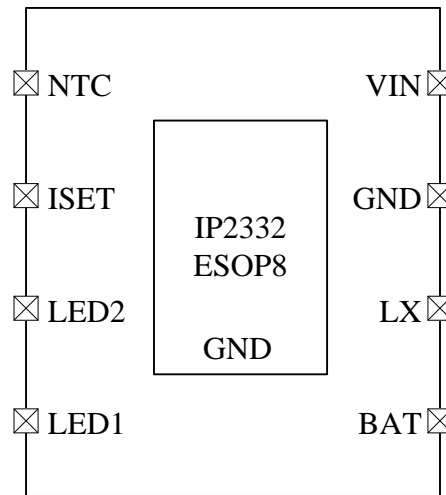 NTC VIN
ISET GND
IP2332
ESOP8
LED2 LX
GND
LED1 BAT